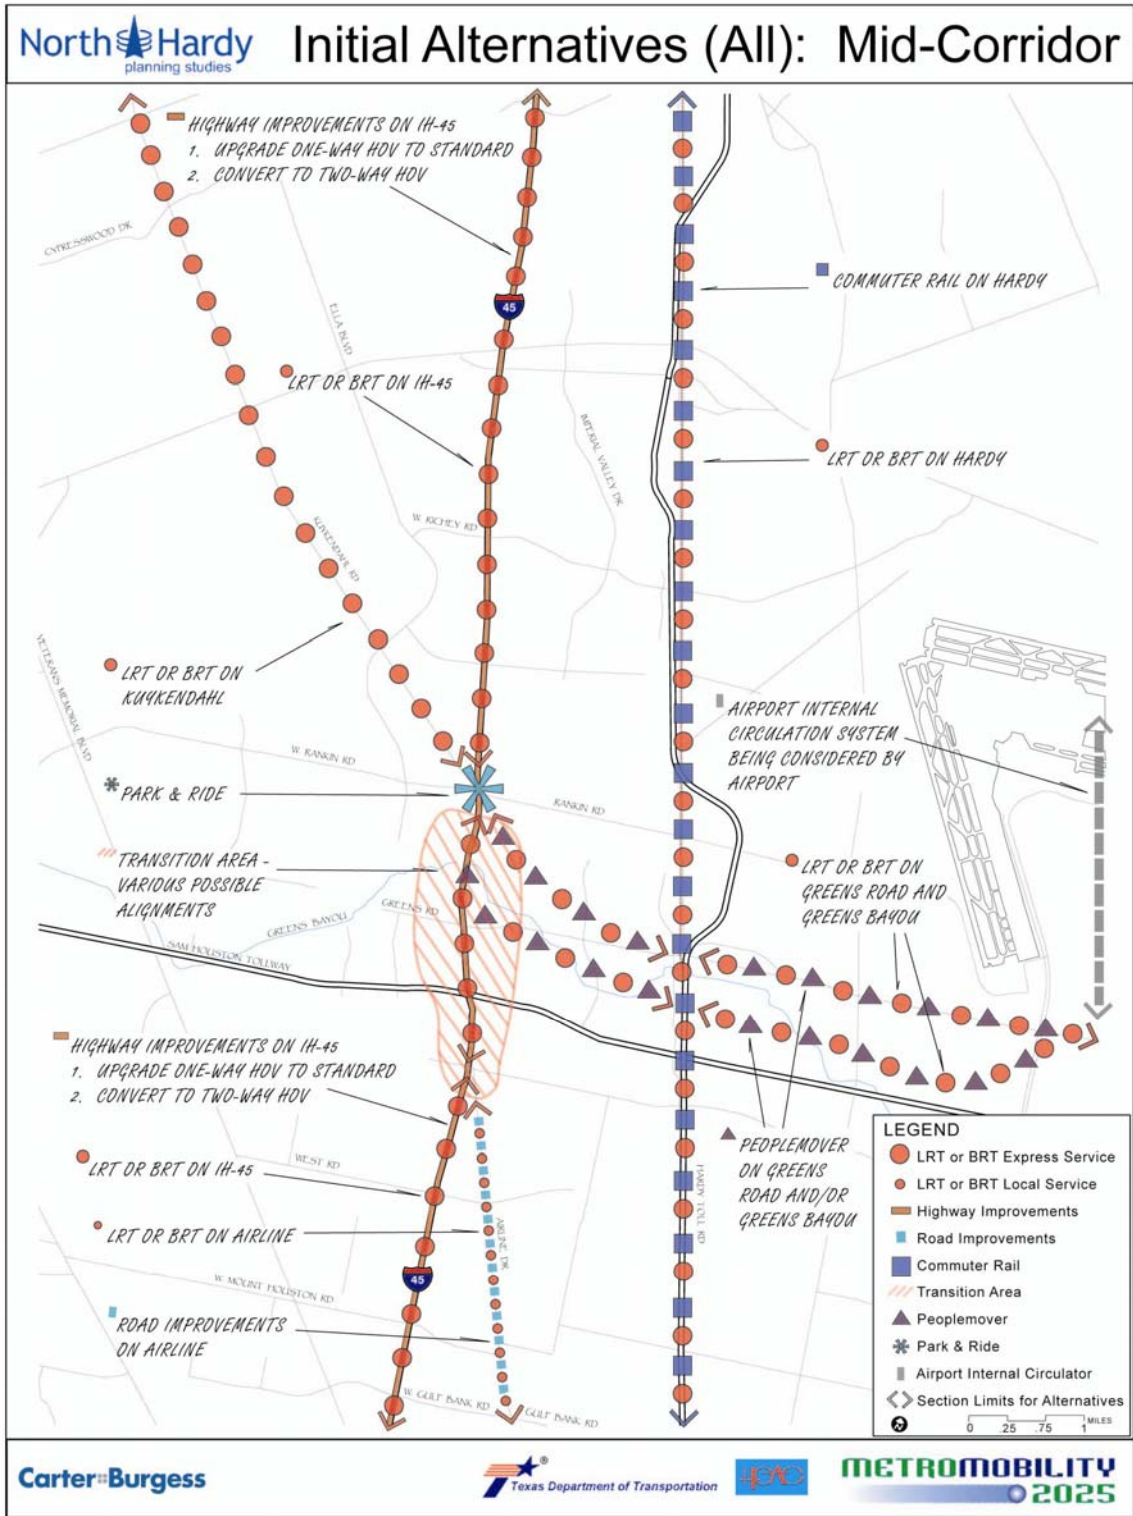 North Hardy
planning studies
Initial Alternatives (All): Mid-Corridor
HIGHWAY IMPROVEMENTS ON IH-45
1. UPGRADE ONE-WAY HOV TO STANDARD
2. CONVERT TO TWO-WAY HOV
CYPRESSWOOD DR
ELLA BLVD
45
COMMUTER RAIL ON HARDY
LRT OR BRT ON IH-45
IMPERIAL VALLEY DR
LRT OR BRT ON HARDY
W. RICHEY RD
KUYKENDAHL RD
VETERANS MEMORIAL BLVD
LRT OR BRT ON
KUYKENDAHL
AIRPORT INTERNAL
CIRCULATION SYSTEM
BEING CONSIDERED BY
AIRPORT
W. RANKIN RD
PARK & RIDE
RANKIN RD
TRANSITION AREA -
VARIOUS POSSIBLE
ALIGNMENTS
LRT OR BRT ON
GREENS ROAD AND
GREENS BAYOU
GREENS RD
GREENS BAYOU
SAM HOUSTON TOLLWAY
HIGHWAY IMPROVEMENTS ON IH-45
1. UPGRADE ONE-WAY HOV TO STANDARD
2. CONVERT TO TWO-WAY HOV
PEOPLEMOVER
ON GREENS
ROAD AND/OR
GREENS BAYOU
WEST RD
LRT OR BRT ON IH-45
HARDY TOLL RD
LRT OR BRT ON AIRLINE
AIRLINE DR
45
W. MOUNT HOUSTON RD
ROAD IMPROVEMENTS
ON AIRLINE
W. GULF BANK RD
GULF BANK RD
LEGEND
LRT or BRT Express Service
LRT or BRT Local Service
Highway Improvements
Road Improvements
Commuter Rail
Transition Area
Peoplemover
Park & Ride
Airport Internal Circulator
Section Limits for Alternatives
0 .25 .75 1 MILES
Carter Burgess
Texas Department of Transportation
METROMOBILITY
2025